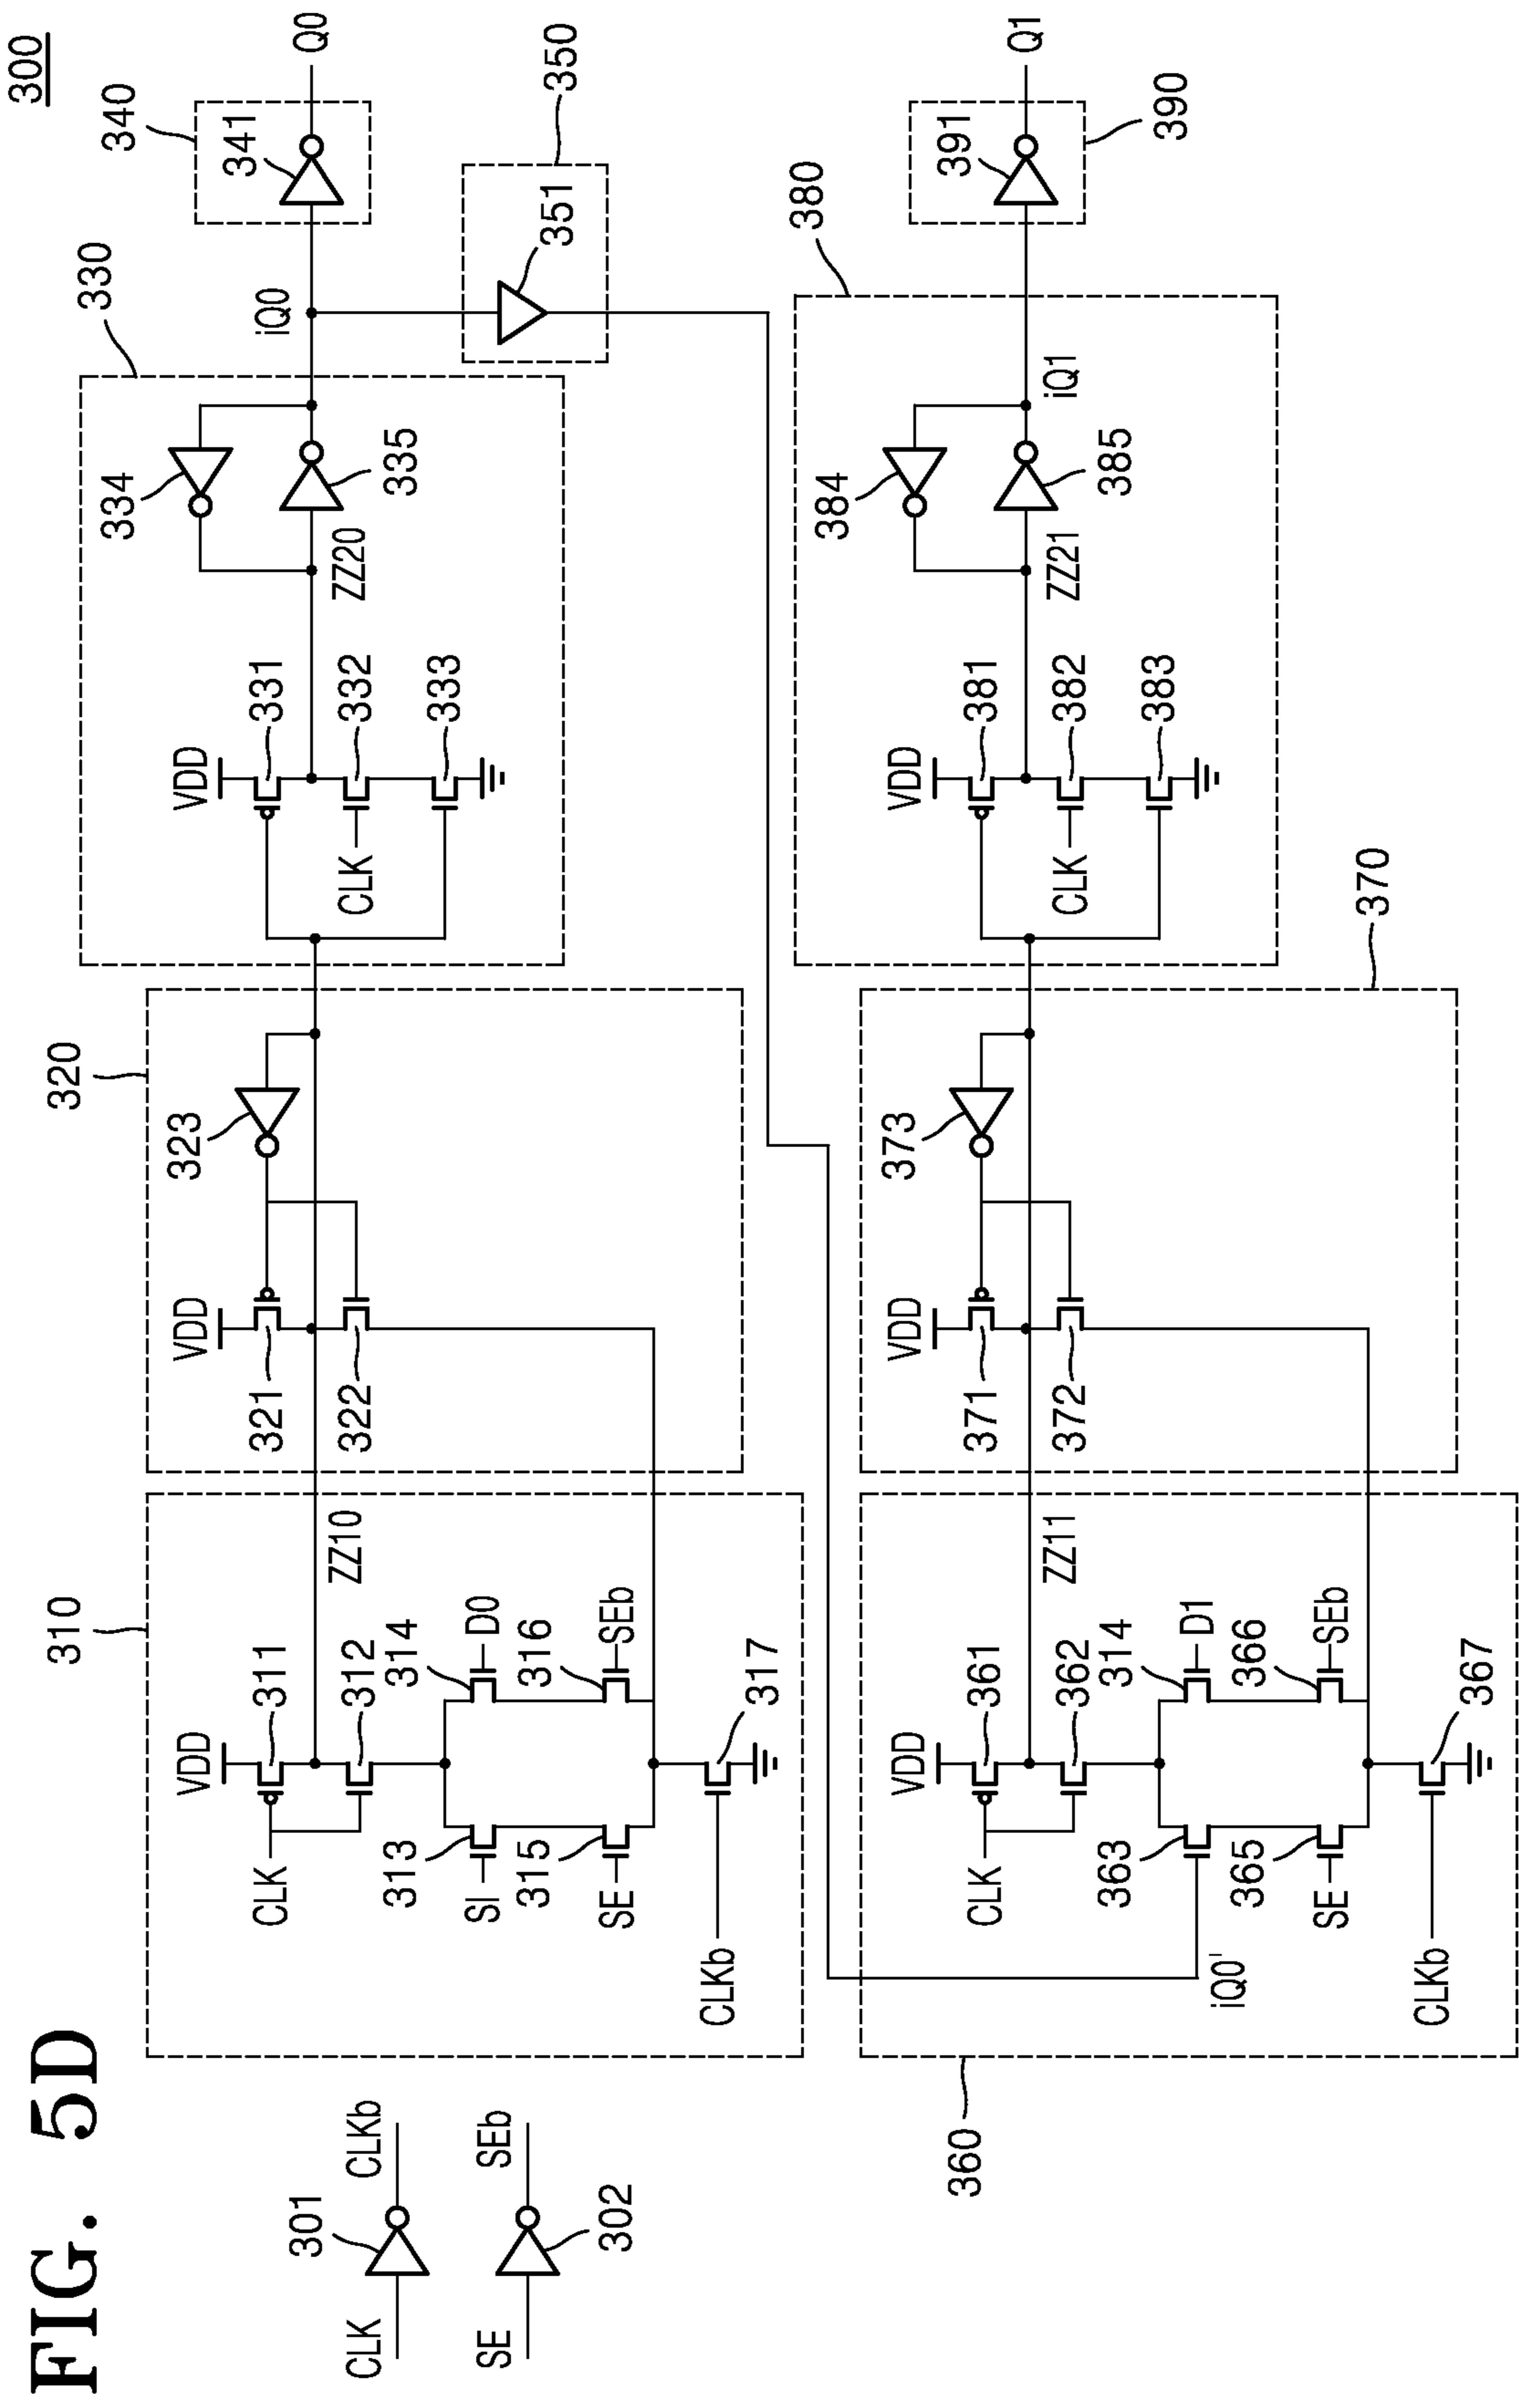 FIG. 5D
300
CLK
301
CLKb
SE
302
SEb
310
VDD
311
CLK
312
ZZ10
313
314
SI
D0
315
316
SE
SEb
317
CLKb
320
VDD
321
322
323
330
VDD
331
CLK
332
333
334
335
ZZ20
iQ0
340
341
Q0
350
351
360
VDD
361
CLK
362
ZZ11
363
314
D1
365
366
SE
SEb
367
iQ0'
CLKb
370
VDD
371
372
373
380
VDD
381
CLK
382
383
384
385
ZZ21
iQ1
390
391
Q1